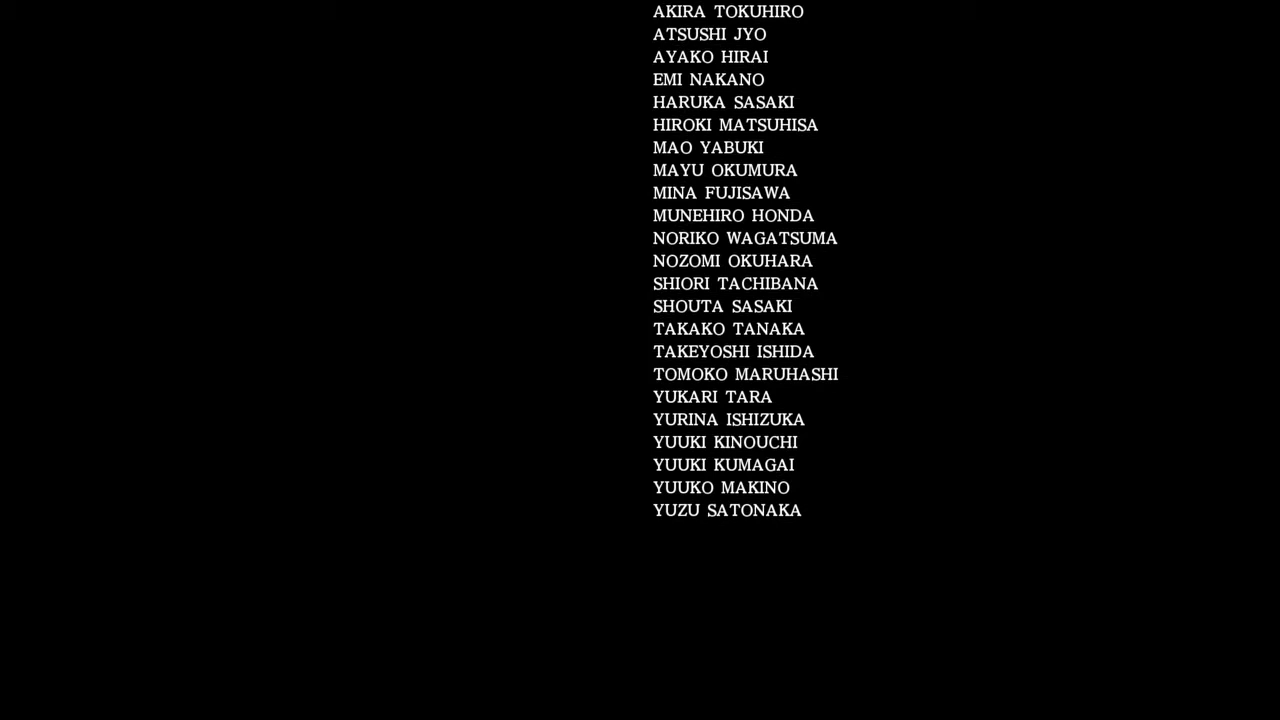 AKIRA TOKUHIRO
ATSUSHI JYO
AYAKO HIRAI
EMI NAKANO
HARUKA SASAKI
HIROKI MATSUHISA
MAO YABUKI
MAYU OKUMURA
MINA FUJISAWA
MUNEHIRO HONDA
NORIKO WAGATSUMA
NOZOMI OKUHARA
SHIORI TACHIBANA
SHOUTA SASAKI
TAKAKO TANAKA
TAKEYOSHI ISHIDA
TOMOKO MARUHASHI
YUKARI TARA
YURINA ISHIZUKA
YUUKI KINOUCHI
YUUKI KUMAGAI
YUUKO MAKINO
YUZU SATONAKA